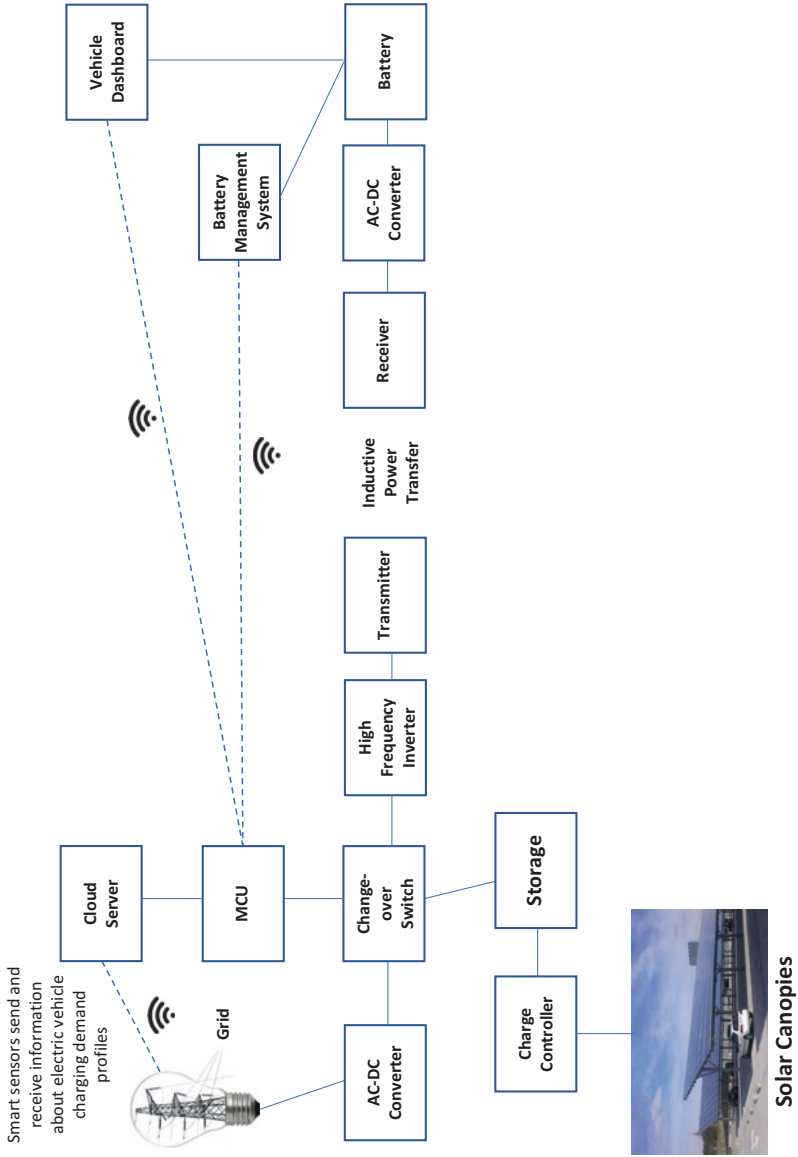 Smart sensors send and
receive information
about electric vehicle
charging demand
profiles
Grid
Cloud
Server
Vehicle
Dashboard
MCU
Battery
Management
System
AC-DC
Converter
Change-
over
Switch
High
Frequency
Inverter
Transmitter
Inductive
Power
Transfer
Receiver
AC-DC
Converter
Battery
Charge
Controller
Storage
Solar Canopies